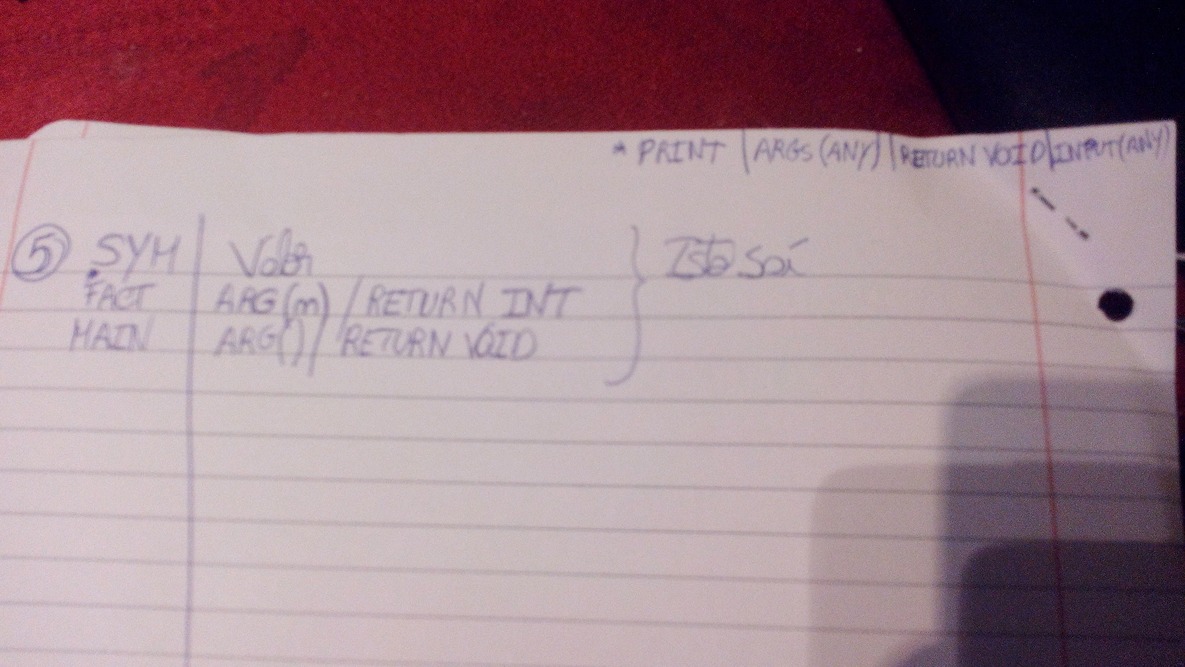 * PRINT | ARGS (ANY) | RETURN VOID | INPUT (ANY)
5 SYM | Valor
FACT | ARG(n) / RETURN INT
MAIN | ARG() / RETURN VOID
} Isto sai